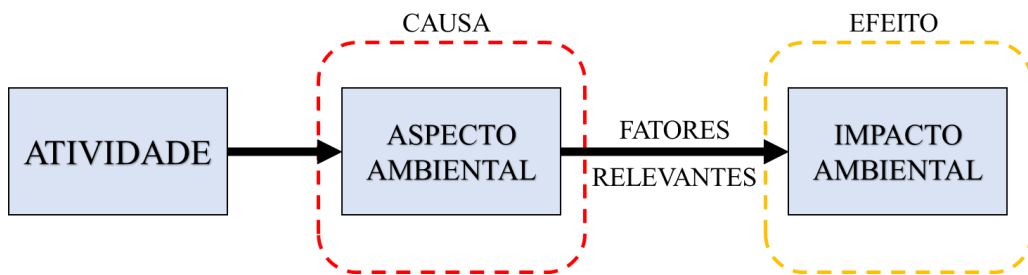 CAUSA
EFEITO
ATIVIDADE
ASPECTO
AMBIENTAL
FATORES
RELEVANTES
IMPACTO
AMBIENTAL